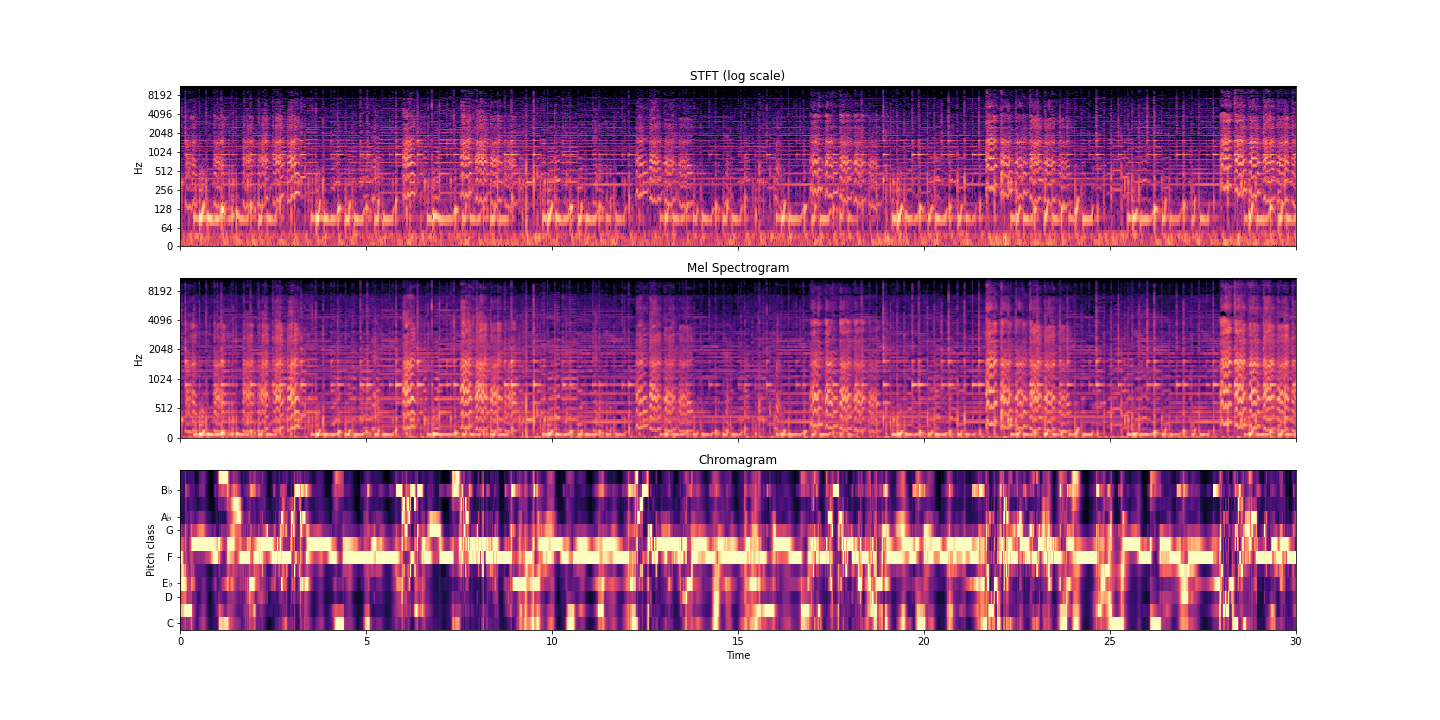 STFT (log scale)
8192
4096
2048
1024
512
256
128
64
0
Hz
Mel Spectrogram
8192
4096
2048
1024
512
0
Hz
Chromagram
B♭
A♭
G
F
E♭
D
C
Pitch class
0 5 10 15 20 25 30
Time